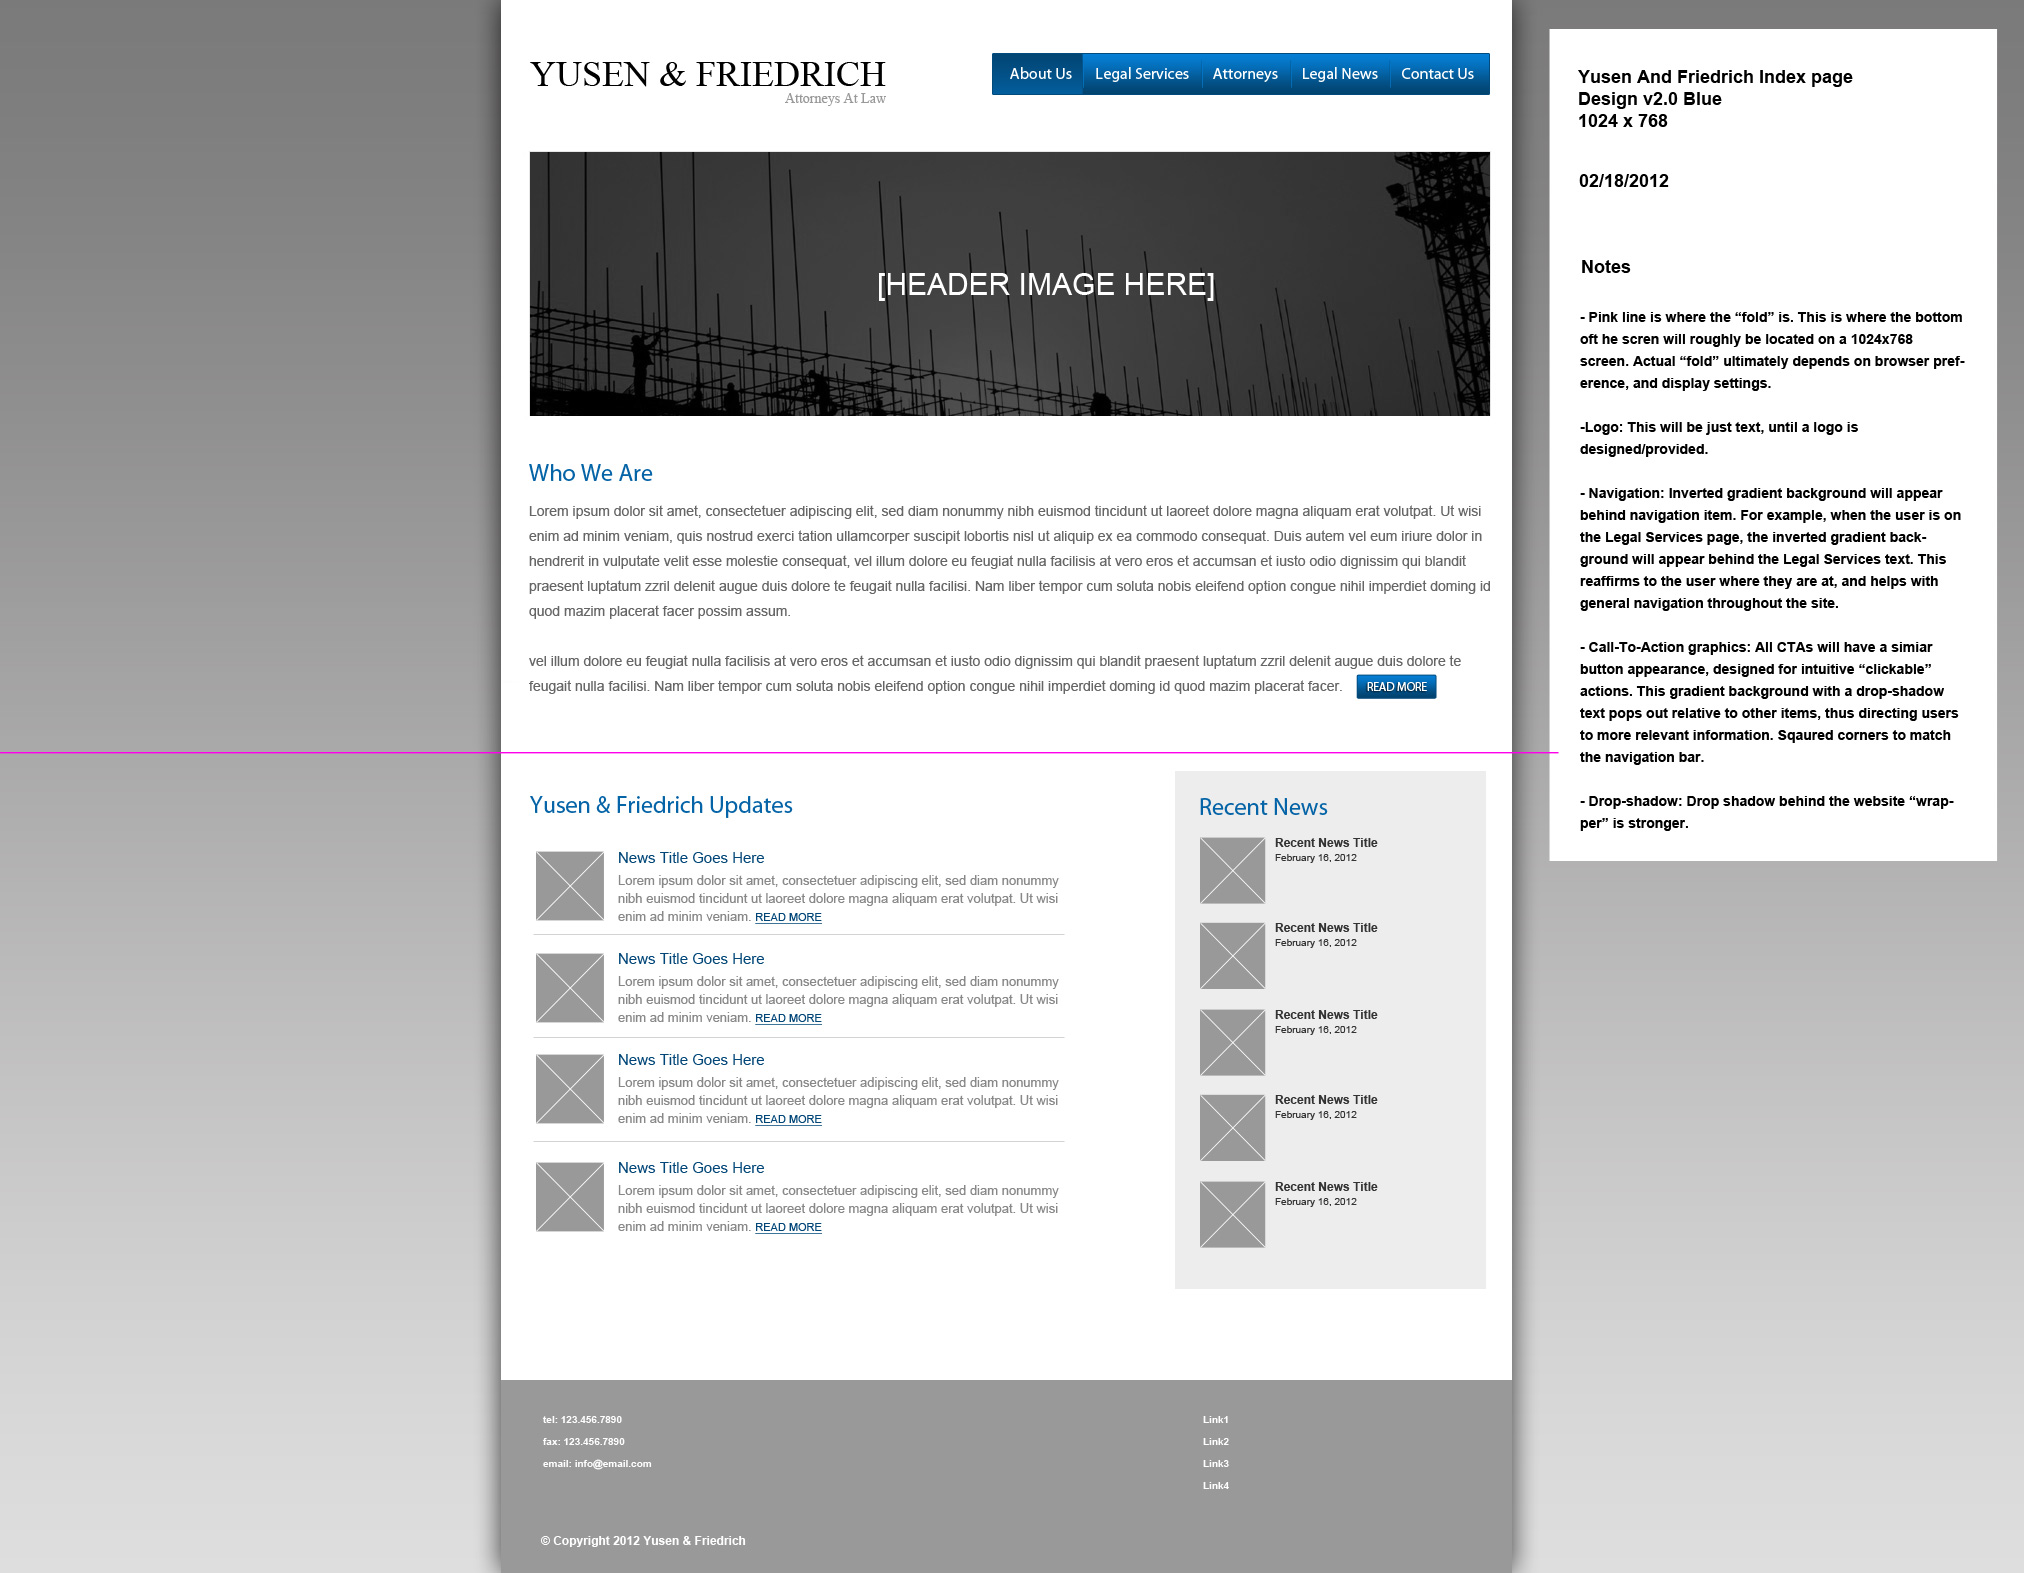 YUSEN & FRIEDRICH
Attorneys At Law
About Us
Legal Services
Attorneys
Legal News
Contact Us
[HEADER IMAGE HERE]
Who We Are
Lorem ipsum dolor sit amet, consectetuer adipiscing elit, sed diam nonummy nibh euismod tincidunt ut laoreet dolore magna aliquam erat volutpat. Ut wisi
enim ad minim veniam, quis nostrud exerci tation ullamcorper suscipit lobortis nisl ut aliquip ex ea commodo consequat. Duis autem vel eum iriure dolor in
hendrerit in vulputate velit esse molestie consequat, vel illum dolore eu feugiat nulla facilisis at vero eros et accumsan et iusto odio dignissim qui blandit
praesent luptatum zzril delenit augue duis dolore te feugait nulla facilisi. Nam liber tempor cum soluta nobis eleifend option congue nihil imperdiet doming id
quod mazim placerat facer possim assum.
vel illum dolore eu feugiat nulla facilisis at vero eros et accumsan et iusto odio dignissim qui blandit praesent luptatum zzril delenit augue duis dolore te
feugait nulla facilisi. Nam liber tempor cum soluta nobis eleifend option congue nihil imperdiet doming id quod mazim placerat facer. READ MORE
Yusen & Friedrich Updates
News Title Goes Here
Lorem ipsum dolor sit amet, consectetuer adipiscing elit, sed diam nonummy
nibh euismod tincidunt ut laoreet dolore magna aliquam erat volutpat. Ut wisi
enim ad minim veniam. READ MORE
News Title Goes Here
Lorem ipsum dolor sit amet, consectetuer adipiscing elit, sed diam nonummy
nibh euismod tincidunt ut laoreet dolore magna aliquam erat volutpat. Ut wisi
enim ad minim veniam. READ MORE
News Title Goes Here
Lorem ipsum dolor sit amet, consectetuer adipiscing elit, sed diam nonummy
nibh euismod tincidunt ut laoreet dolore magna aliquam erat volutpat. Ut wisi
enim ad minim veniam. READ MORE
News Title Goes Here
Lorem ipsum dolor sit amet, consectetuer adipiscing elit, sed diam nonummy
nibh euismod tincidunt ut laoreet dolore magna aliquam erat volutpat. Ut wisi
enim ad minim veniam. READ MORE
Recent News
Recent News Title
February 16, 2012
Recent News Title
February 16, 2012
Recent News Title
February 16, 2012
Recent News Title
February 16, 2012
Recent News Title
February 16, 2012
tel: 123.456.7890
fax: 123.456.7890
email: info@email.com
Link1
Link2
Link3
Link4
© Copyright 2012 Yusen & Friedrich
Yusen And Friedrich Index page
Design v2.0 Blue
1024 x 768
02/18/2012
Notes
- Pink line is where the “fold” is. This is where the bottom
oft he scren will roughly be located on a 1024x768
screen. Actual “fold” ultimately depends on browser pref-
erence, and display settings.
-Logo: This will be just text, until a logo is
designed/provided.
- Navigation: Inverted gradient background will appear
behind navigation item. For example, when the user is on
the Legal Services page, the inverted gradient back-
ground will appear behind the Legal Services text. This
reaffirms to the user where they are at, and helps with
general navigation throughout the site.
- Call-To-Action graphics: All CTAs will have a simiar
button appearance, designed for intuitive “clickable”
actions. This gradient background with a drop-shadow
text pops out relative to other items, thus directing users
to more relevant information. Sqaured corners to match
the navigation bar.
- Drop-shadow: Drop shadow behind the website “wrap-
per” is stronger.